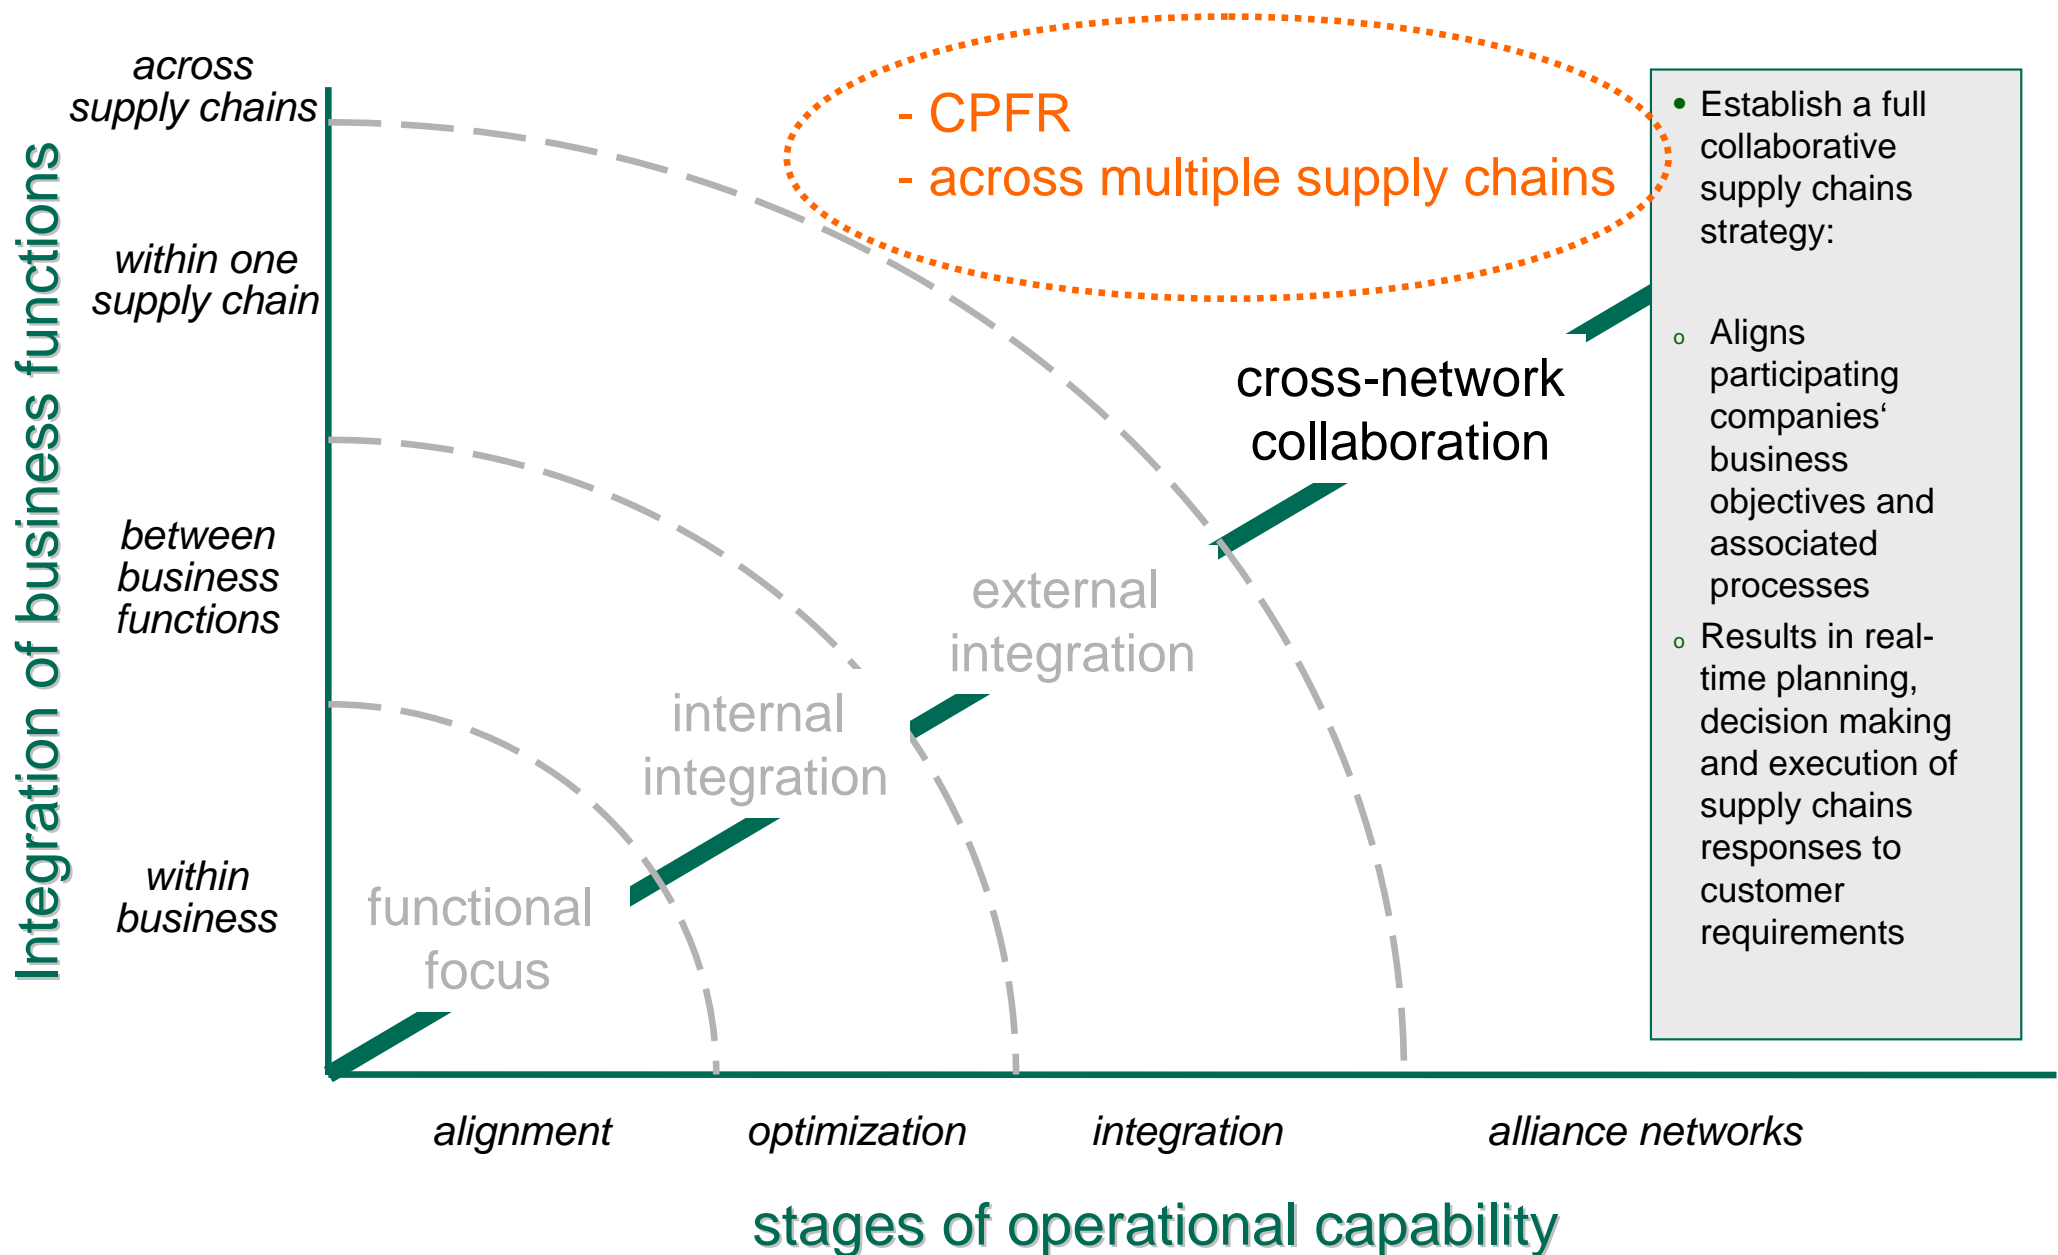 Integration of business functions
across
supply chains
within one
supply chain
between
business
functions
within
business
- CPFR
- across multiple supply chains
cross-network
collaboration
external
integration
internal
integration
functional
focus
• Establish a full
collaborative
supply chains
strategy:
o Aligns
participating
companies‘
business
objectives and
associated
processes
o Results in real-
time planning,
decision making
and execution of
supply chains
responses to
customer
requirements
alignment
optimization
integration
alliance networks
stages of operational capability